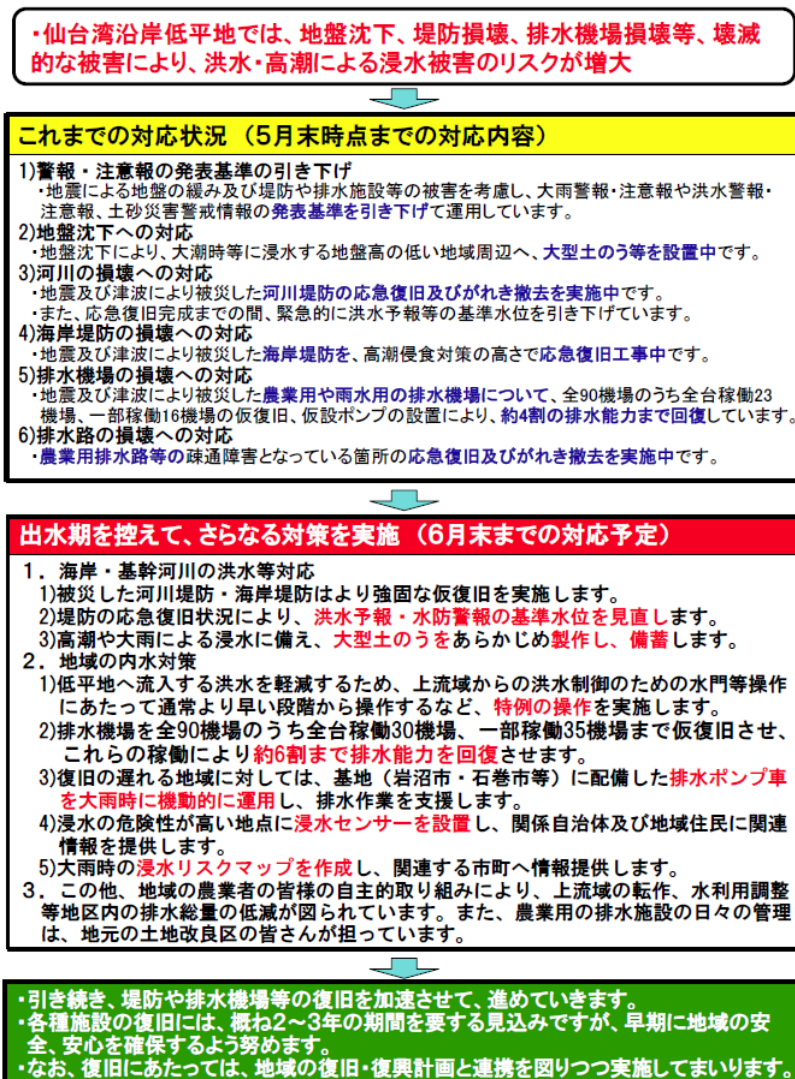 ・仙台湾沿岸低平地では、地盤沈下、堤防損壊、排水機場損壊等、壊滅
的な被害により、洪水・高潮による浸水被害のリスクが増大
これまでの対応状況 （５月末時点までの対応内容）
1)警報・注意報の発表基準の引き下げ
・地震による地盤の緩み及び堤防や排水施設等の被害を考慮し、大雨警報・注意報や洪水警報・
注意報、土砂災害警戒情報の発表基準を引き下げて運用しています。
2)地盤沈下への対応
・地盤沈下により、大潮時等に浸水する地盤高の低い地域周辺へ、大型土のう等を設置中です。
3)河川の損壊への対応
・地震及び津波により被災した河川堤防の応急復旧及びがれき撤去を実施中です。
・また、応急復旧完成までの間、緊急的に洪水予報等の基準水位を引き下げています。
4)海岸堤防の損壊への対応
・地震及び津波により被災した海岸堤防を、高潮侵食対策の高さで応急復旧工事中です。
5)排水機場の損壊への対応
・地震及び津波により被災した農業用や雨水用の排水機場について、全90機場のうち全台稼働23
機場、一部稼働16機場の仮復旧、仮設ポンプの設置により、約4割の排水能力まで回復しています。
6)排水路の損壊への対応
・農業用排水路等の疎通障害となっている箇所の応急復旧及びがれき撤去を実施中です。
出水期を控えて、さらなる対策を実施 （６月末までの対応予定）
１．海岸・基幹河川の洪水等対応
1)被災した河川堤防・海岸堤防はより強固な仮復旧を実施します。
2)堤防の応急復旧状況により、洪水予報・水防警報の基準水位を見直します。
3)高潮や大雨による浸水に備え、大型土のうをあらかじめ製作し、備蓄します。
２．地域の内水対策
1)低平地へ流入する洪水を軽減するため、上流域からの洪水制御のための水門等操作
にあたって通常より早い段階から操作するなど、特例の操作を実施します。
2)排水機場を全90機場のうち全台稼働30機場、一部稼働35機場まで仮復旧させ、
これらの稼働により約6割まで排水能力を回復させます。
3)復旧の遅れる地域に対しては、基地（岩沼市・石巻市等）に配備した排水ポンプ車
を大雨時に機動的に運用し、排水作業を支援します。
4)浸水の危険性が高い地点に浸水センサーを設置し、関係自治体及び地域住民に関連
情報を提供します。
5)大雨時の浸水リスクマップを作成し、関連する市町へ情報提供します。
３．この他、地域の農業者の皆様の自主的取り組みにより、上流域の転作、水利用調整
等地区内の排水総量の低減が図られています。また、農業用の排水施設の日々の管理
は、地元の土地改良区の皆さんが担っています。
・引き続き、堤防や排水機場等の復旧を加速させて、進めていきます。
・各種施設の復旧には、概ね２～３年の期間を要する見込みですが、早期に地域の安
全、安心を確保するよう努めます。
・なお、復旧にあたっては、地域の復旧・復興計画と連携を図りつつ実施してまいります。